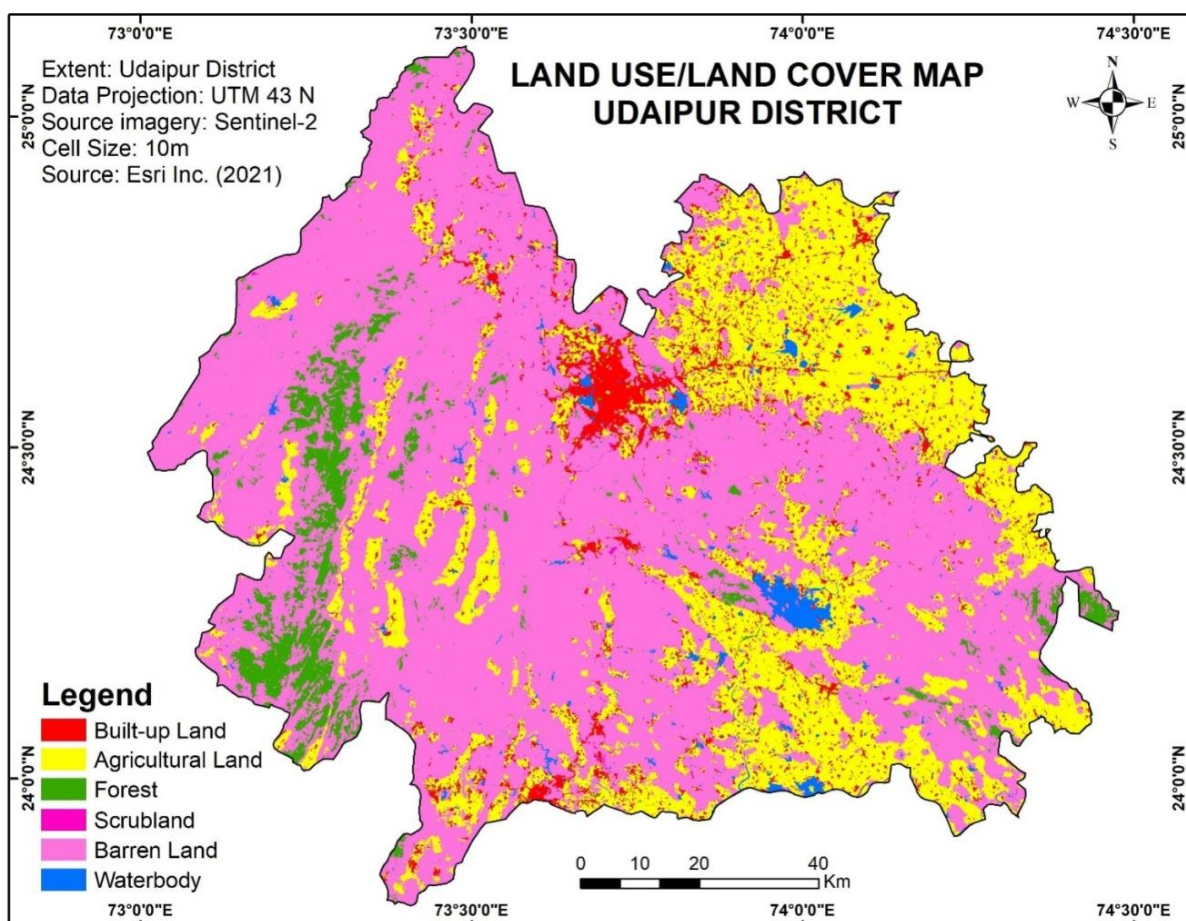 73°0'0"E 73°30'0"E 74°0'0"E 74°30'0"E
Extent: Udaipur District
Data Projection: UTM 43 N
Source imagery: Sentinel-2
Cell Size: 10m
Source: Esri Inc. (2021)
LAND USE/LAND COVER MAP
UDAIPUR DISTRICT
N
W E
S
25°0'0"N 25°0'0"N
24°30'0"N 24°30'0"N
24°0'0"N 24°0'0"N
Legend
Built-up Land
Agricultural Land
Forest
Scrubland
Barren Land
Waterbody
0 10 20 40
Km
73°0'0"E 73°30'0"E 74°0'0"E 74°30'0"E